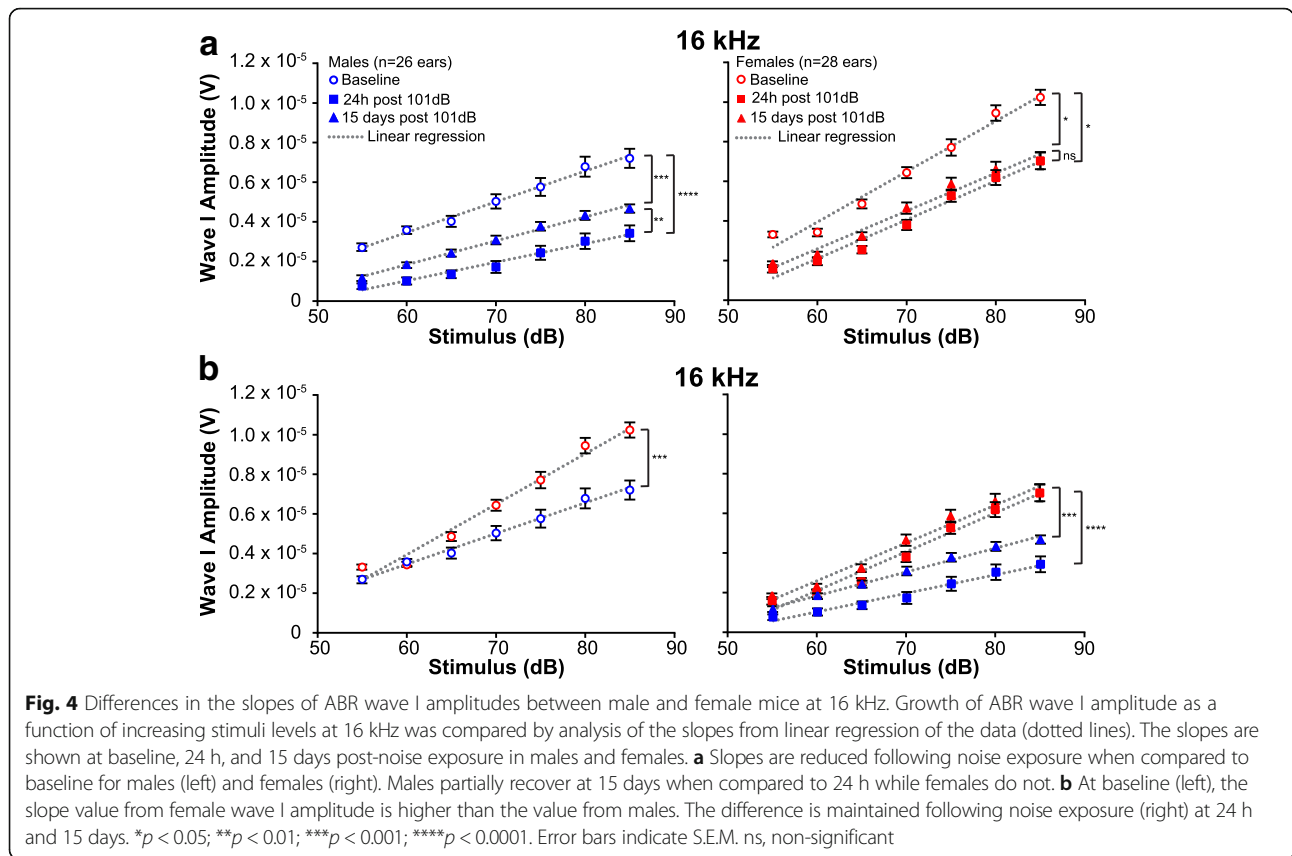 a
16 kHz
Wave I Amplitude (V)
1.2 x 10-5
1.0 x 10-5
0.8 x 10-5
0.6 x 10-5
0.4 x 10-5
0.2 x 10-5
0
Males (n=26 ears)
Baseline
24h post 101dB
15 days post 101dB
Linear regression
***
**
****
50 60 70 80 90
Stimulus (dB)
Females (n=28 ears)
Baseline
24h post 101dB
15 days post 101dB
Linear regression
*
ns
*
50 60 70 80 90
Stimulus (dB)
b
16 kHz
Wave I Amplitude (V)
1.2 x 10-5
1.0 x 10-5
0.8 x 10-5
0.6 x 10-5
0.4 x 10-5
0.2 x 10-5
0
***
50 60 70 80 90
Stimulus (dB)
***
****
50 60 70 80 90
Stimulus (dB)
Fig. 4 Differences in the slopes of ABR wave I amplitudes between male and female mice at 16 kHz. Growth of ABR wave I amplitude as a
function of increasing stimuli levels at 16 kHz was compared by analysis of the slopes from linear regression of the data (dotted lines). The slopes are
shown at baseline, 24 h, and 15 days post-noise exposure in males and females. a Slopes are reduced following noise exposure when compared to
baseline for males (left) and females (right). Males partially recover at 15 days when compared to 24 h while females do not. b At baseline (left), the
slope value from female wave I amplitude is higher than the value from males. The difference is maintained following noise exposure (right) at 24 h
and 15 days. *p < 0.05; **p < 0.01; ***p < 0.001; ****p < 0.0001. Error bars indicate S.E.M. ns, non-significant